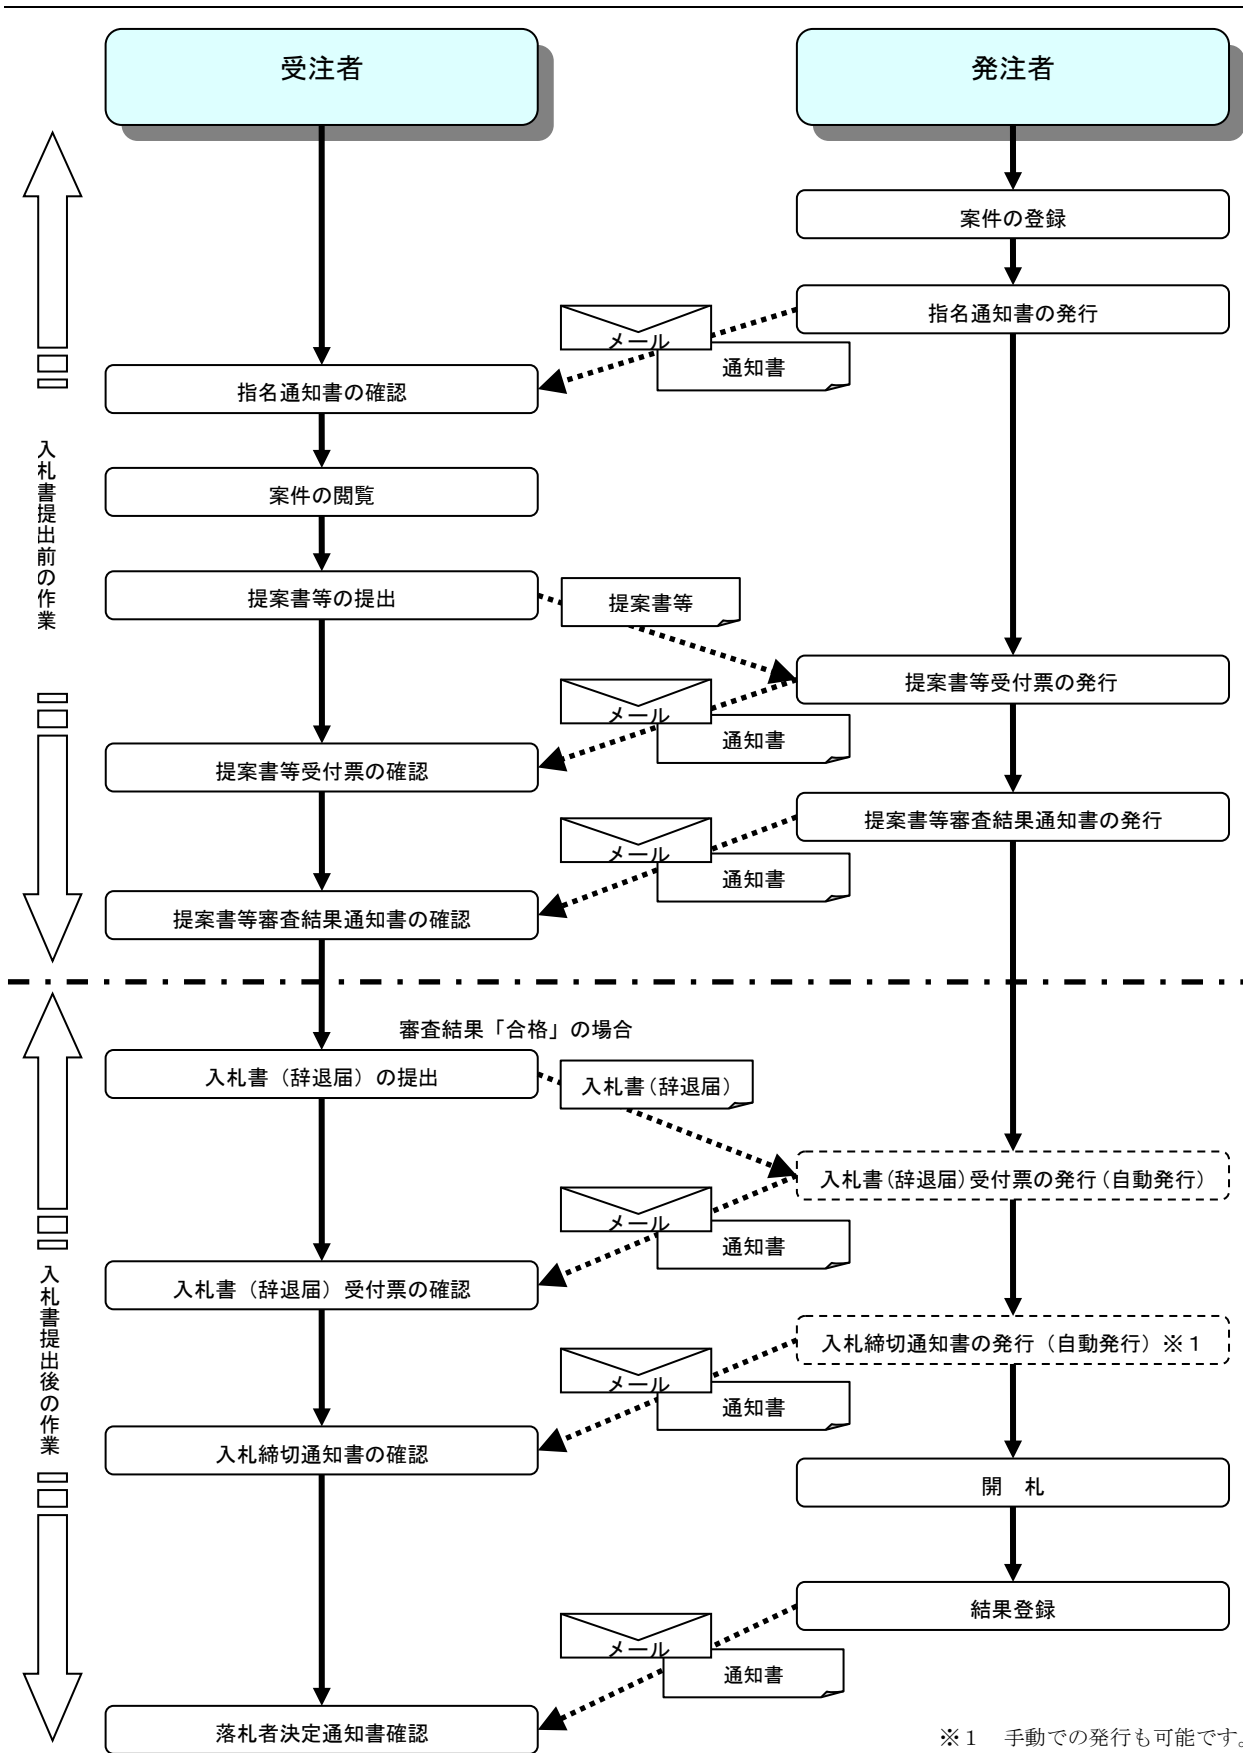 受注者
発注者
案件の登録
指名通知書の発行
メール
通知書
指名通知書の確認
案件の閲覧
入札書提出前の作業
提案書等の提出
提案書等
提案書等受付票の発行
メール
通知書
提案書等受付票の確認
提案書等審査結果通知書の発行
メール
通知書
提案書等審査結果通知書の確認
審査結果「合格」の場合
入札書（辞退届）の提出
入札書（辞退届）
入札書（辞退届）受付票の発行（自動発行）
メール
通知書
入札書（辞退届）受付票の確認
入札書提出後の作業
入札締切通知書の発行（自動発行）※１
メール
通知書
入札締切通知書の確認
開　札
結果登録
メール
通知書
落札者決定通知書確認
※１　手動での発行も可能です。